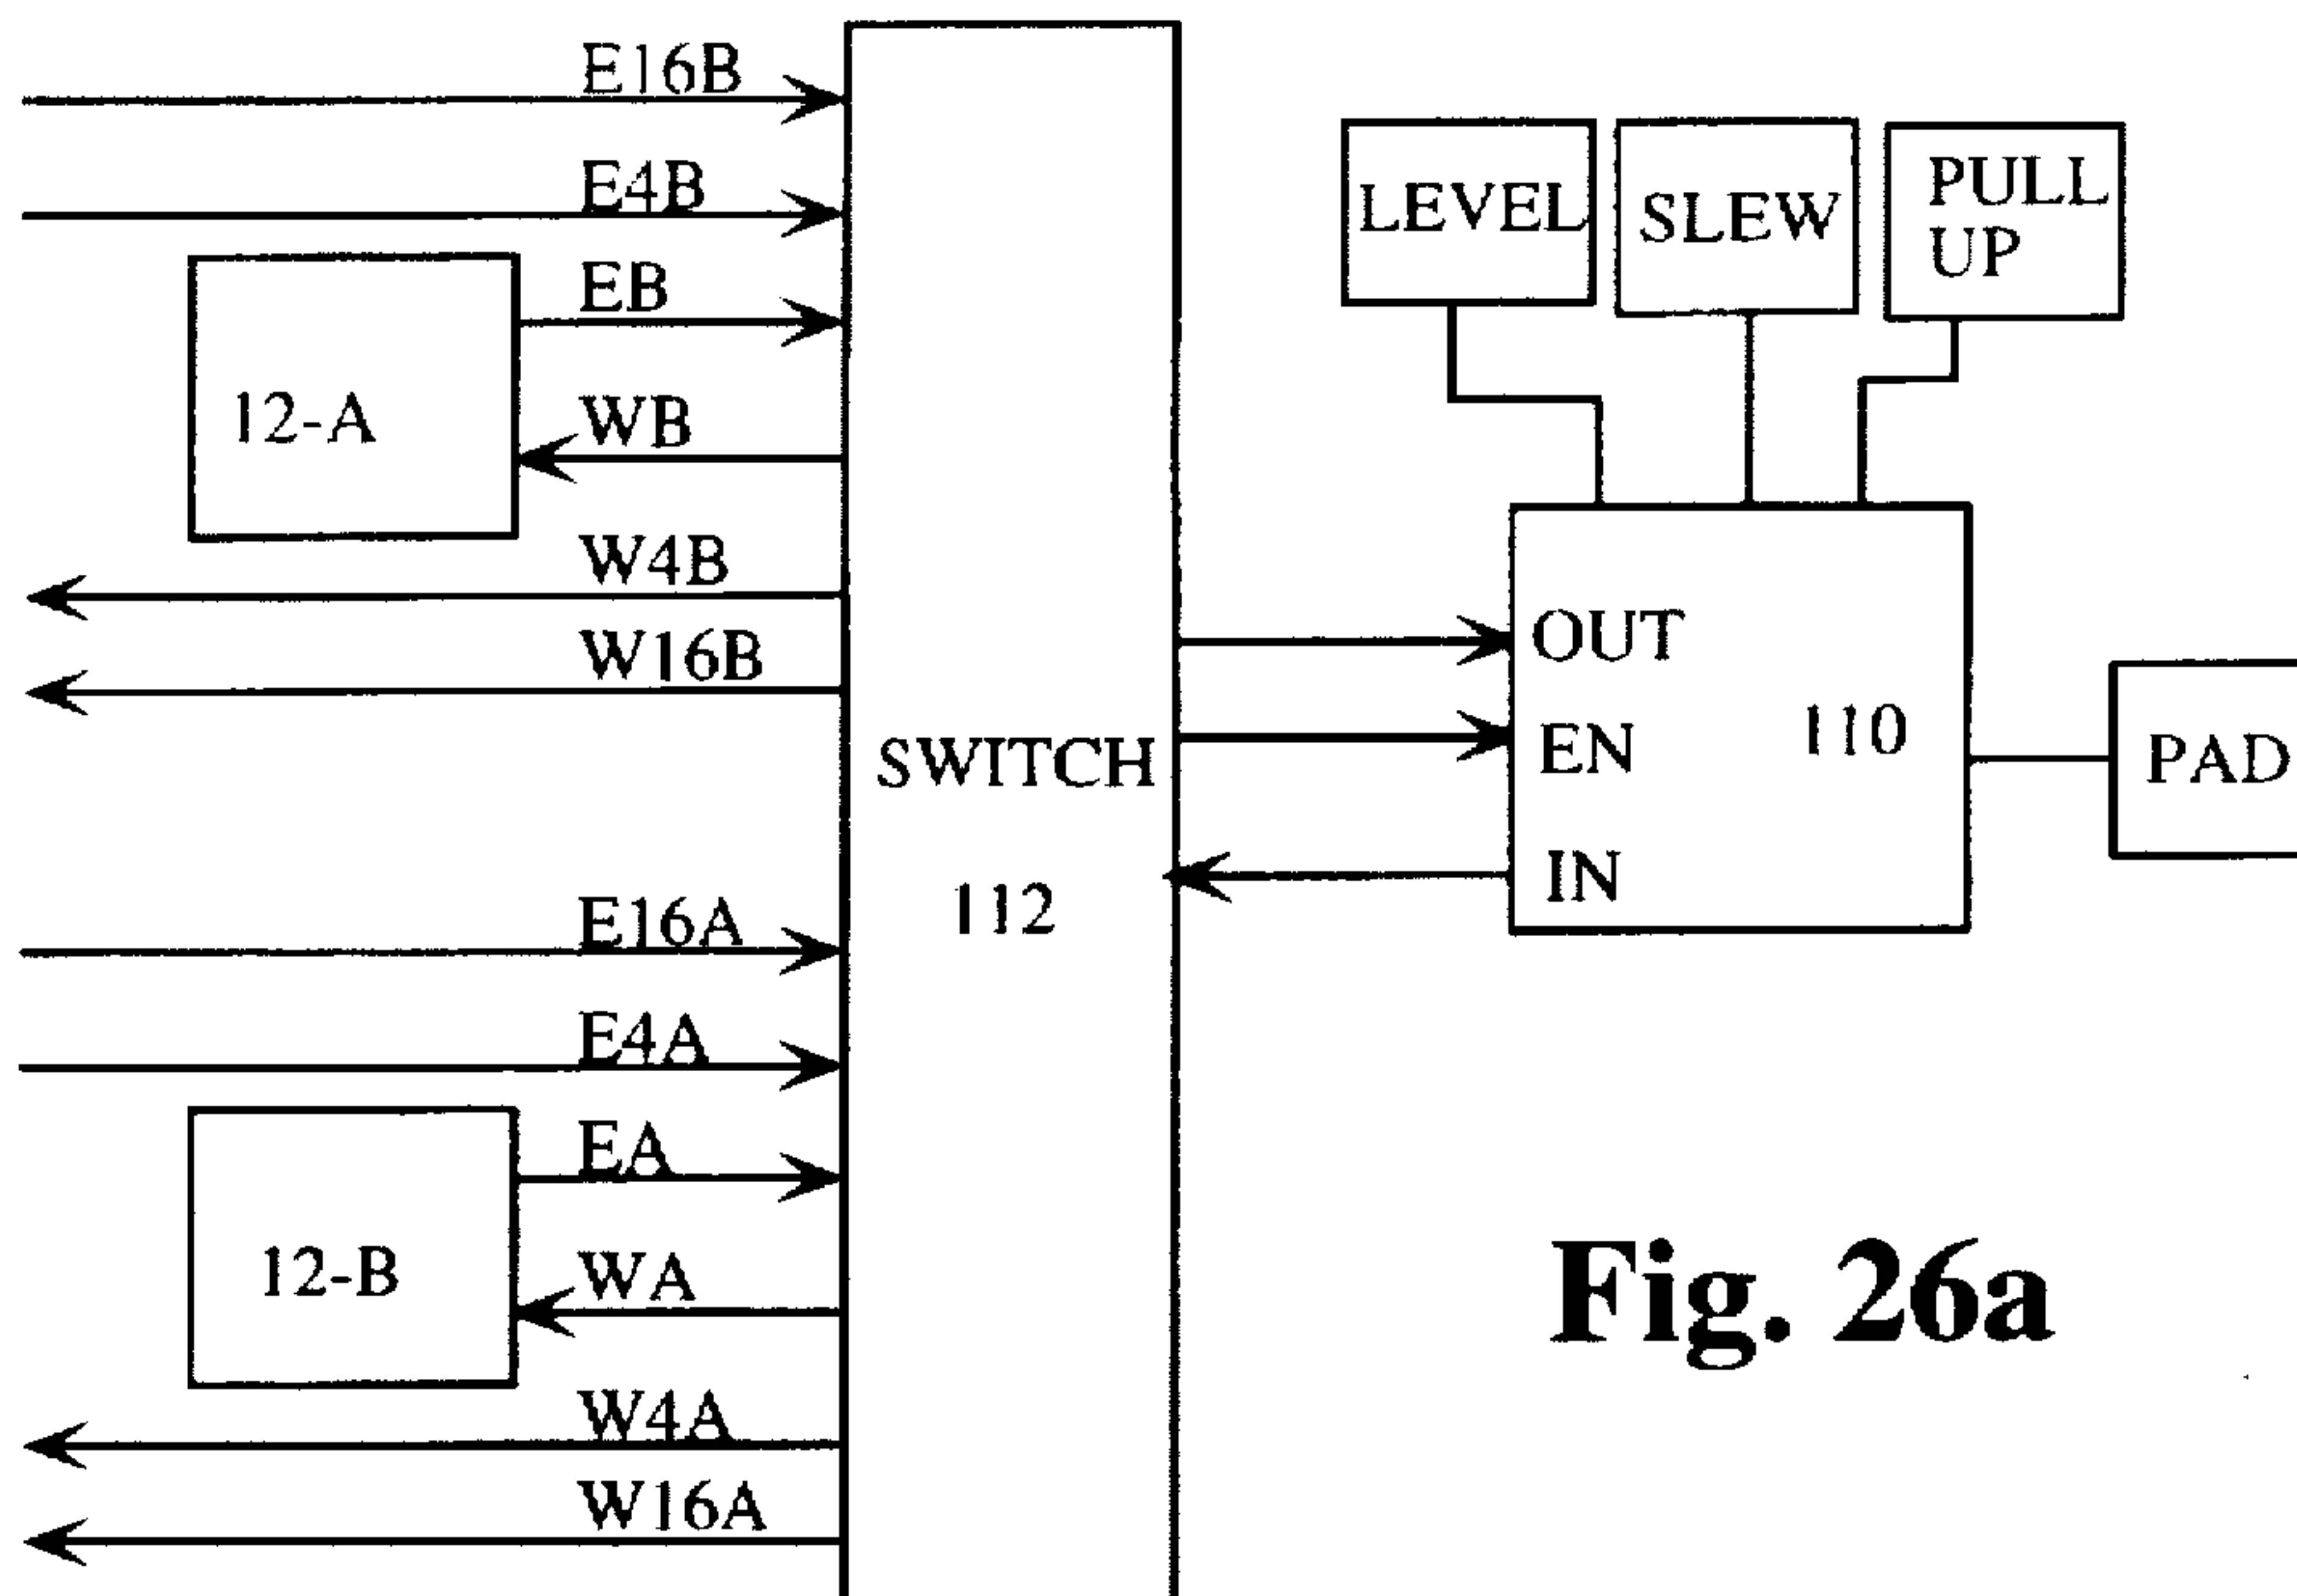 E16B
E4B
EB
12-A
WB
W4B
W16B
SWITCH
112
E16A
E4A
EA
12-B
WA
W4A
W16A
LEVEL
SLEW
PULL
UP
OUT
EN
IN
110
PAD
Fig. 26a